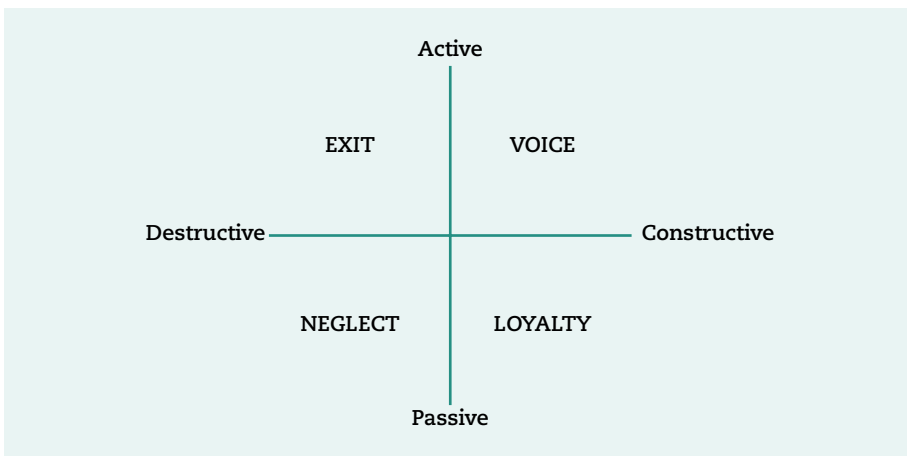 Active
EXIT VOICE
Destructive Constructive
NEGLECT LOYALTY
Passive